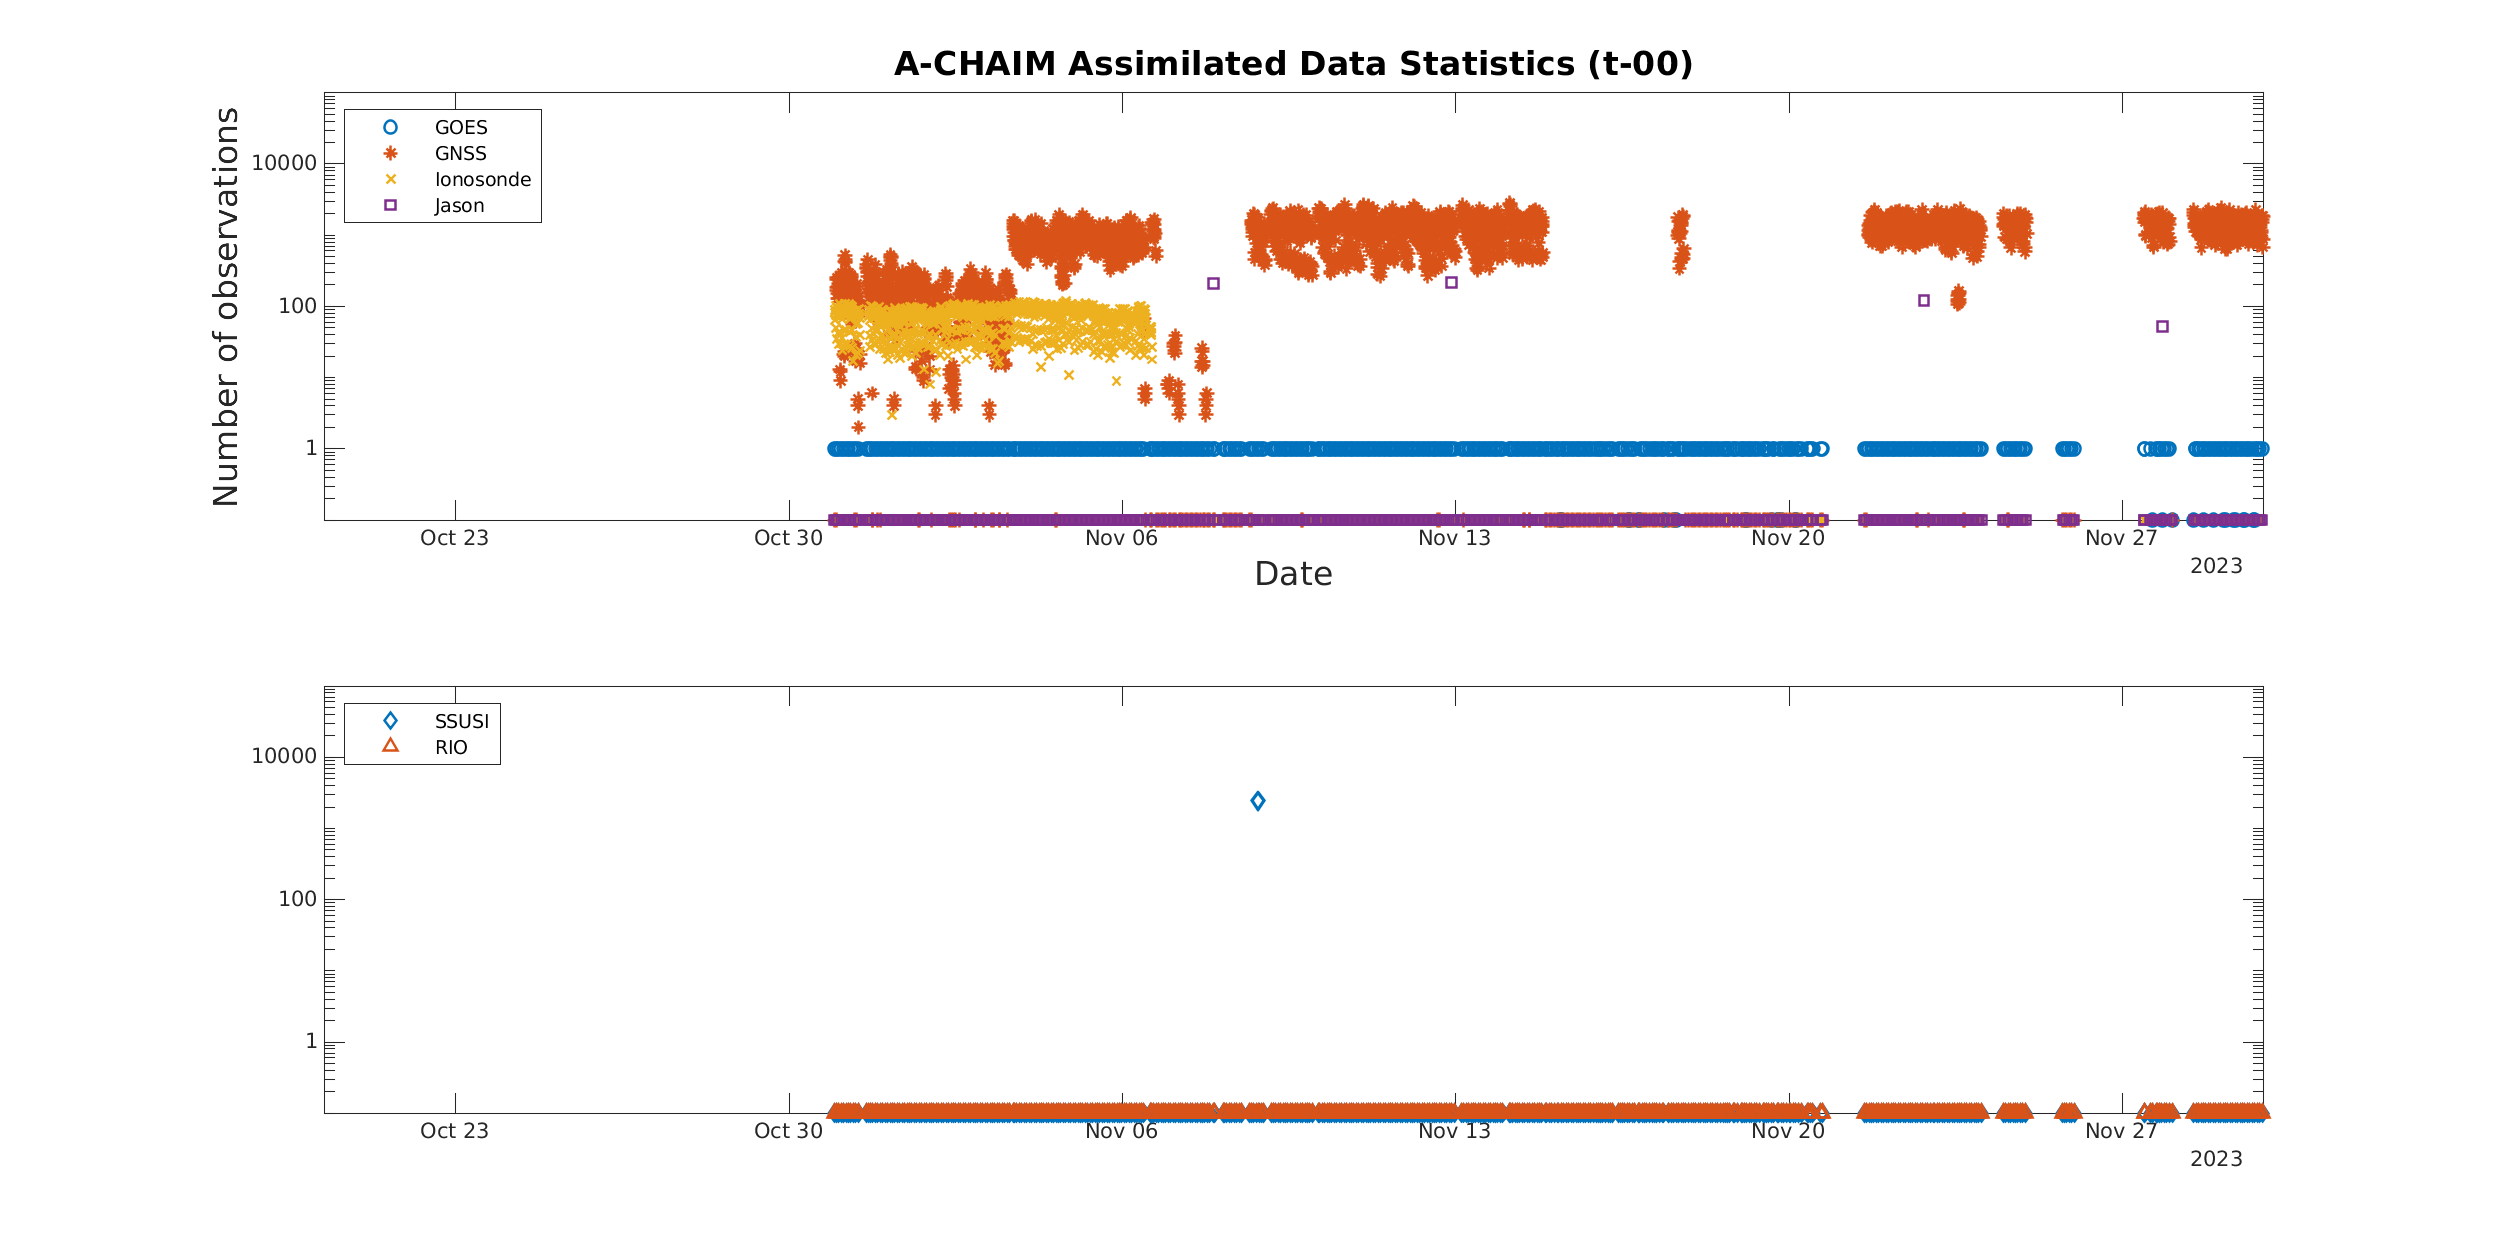 A-CHAIM Assimilated Data Statistics (t-00)
GOES
GNSS
Ionosonde
Jason
Number of observations
10000
100
1
Oct 23
Oct 30
Nov 06
Nov 13
Nov 20
Nov 27
2023
Date
SSUSI
RIO
10000
100
1
Oct 23
Oct 30
Nov 06
Nov 13
Nov 20
Nov 27
2023